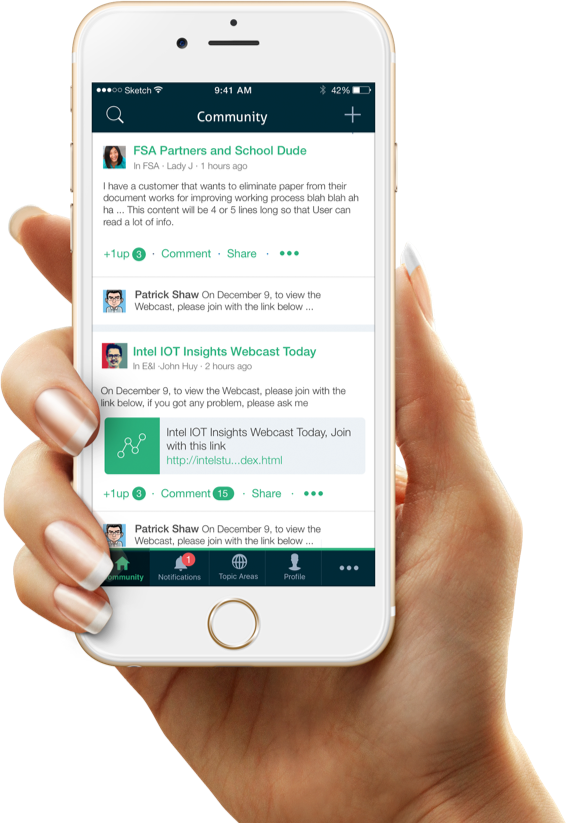 Sketch 9:41 AM 42%
Community
FSA Partners and School Dude
In FSA · Lady J · 1 hours ago
I have a customer that wants to eliminate paper from their
document works for improving working process blah blah ah
ha ... This content will be 4 or 5 lines long so that User can
read a lot of info.
+1up 3 · Comment · Share ·
Patrick Shaw On December 9, to view the
Webcast, please join with the link below ...
Intel IOT Insights Webcast Today
In E&I -John Huy · 2 hours ago
On December 9, to view the Webcast, please join with the
link below, if you got any problem, please ask me
Intel IOT Insights Webcast Today, Join
with this link
http://intelstu...dex.html
+1up 3 · Comment 15 · Share ·
Patrick Shaw On December 9, to view the
Webcast, please join with the link below ...
1
ommunity Notifications Topic Areas Profile